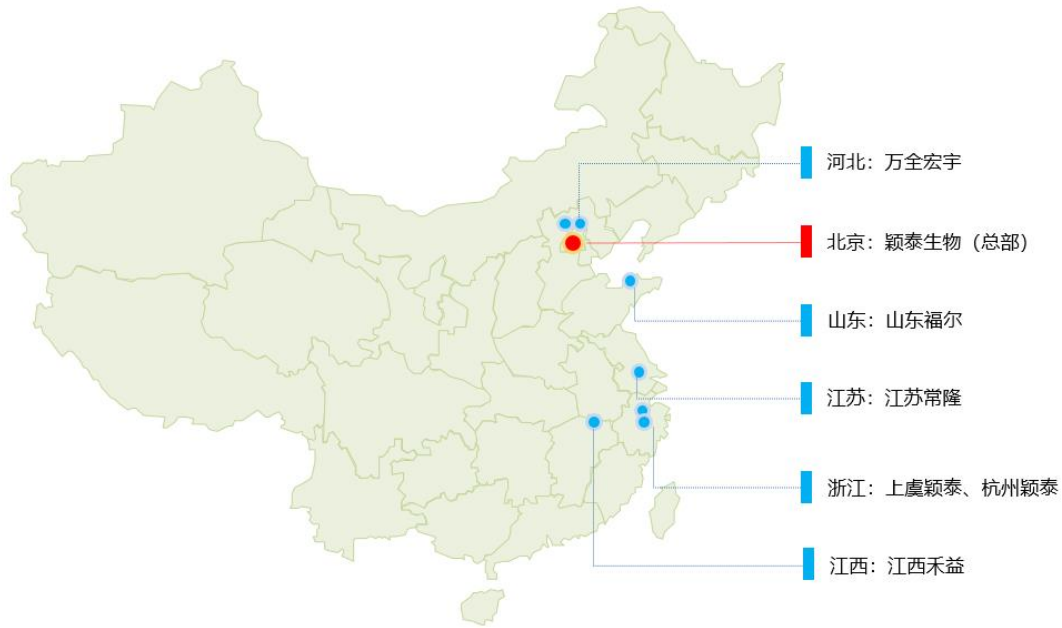 河北：万全宏宇
北京：颖泰生物（总部）
山东：山东福尔
江苏：江苏常隆
浙江：上虞颖泰、杭州颖泰
江西：江西禾益